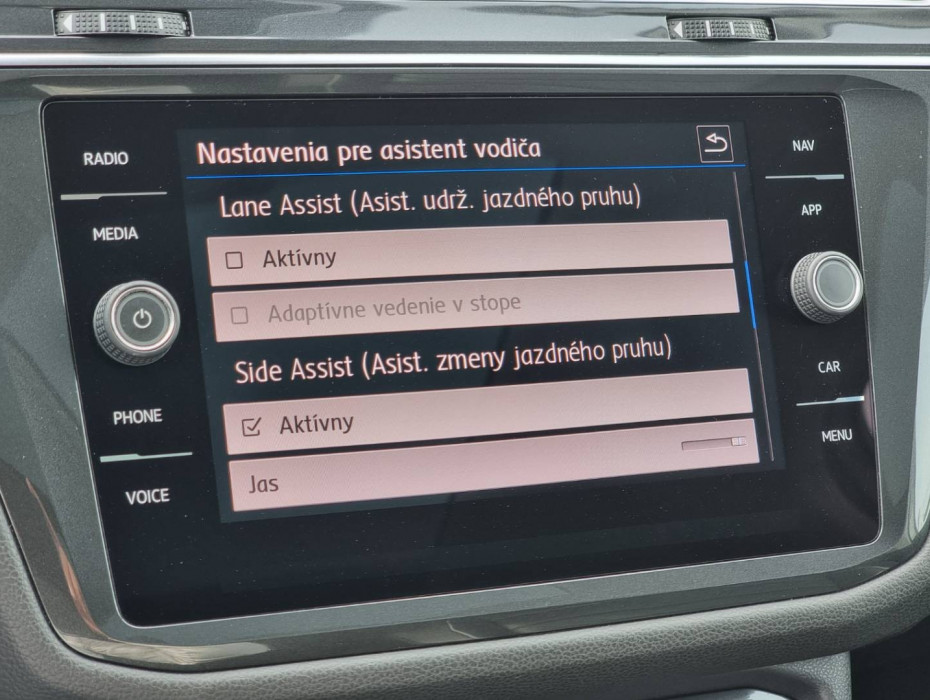 RADIO
MEDIA
PHONE
VOICE
Nastavenia pre asistent vodiča
Lane Assist (Asist. udrž. jazdného pruhu)
Aktívny
Adaptívne vedenie v stope
Side Assist (Asist. zmeny jazdného pruhu)
Aktívny
Jas
NAV
APP
CAR
MENU